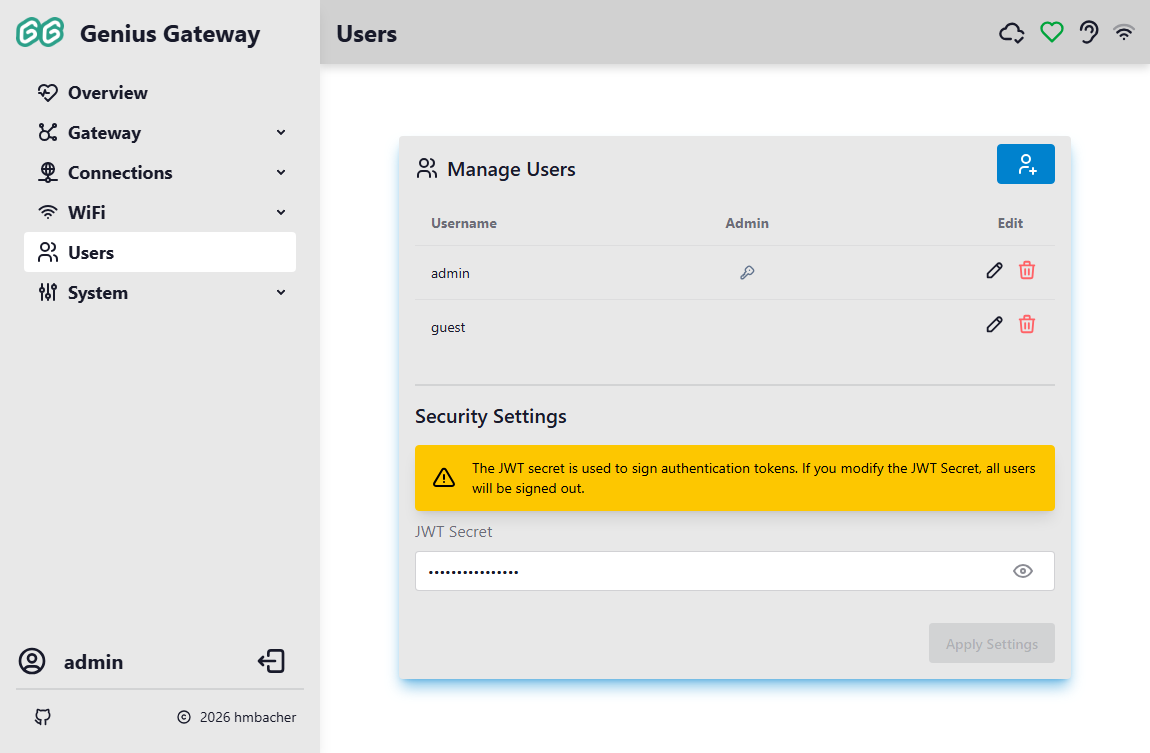 Genius Gateway
Users
Overview
Gateway
Connections
WiFi
Users
System
Manage Users
Username Admin Edit
admin
guest
Security Settings
The JWT secret is used to sign authentication tokens. If you modify the JWT Secret, all users
will be signed out.
JWT Secret
••••••••••••••••
Apply Settings
admin
© 2026 hmbacher